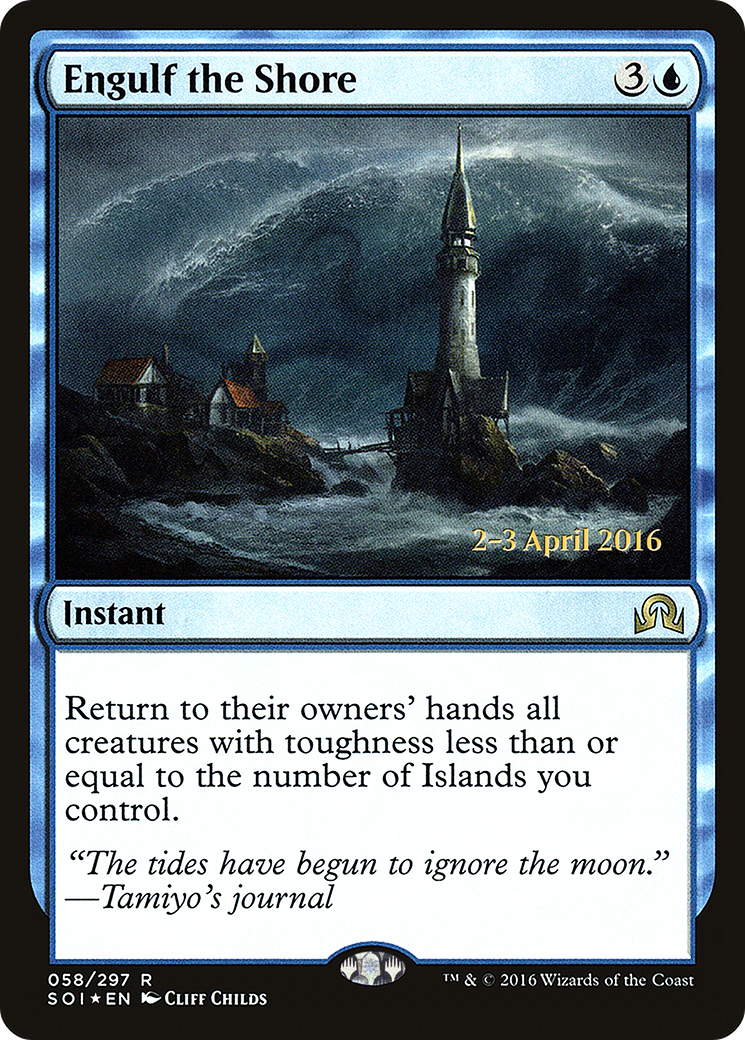 Engulf the Shore 3
2–3 April 2016
Instant
Return to their owners’ hands all
creatures with toughness less than or
equal to the number of Islands you
control.
“The tides have begun to ignore the moon.”
—Tamiyo’s journal
058/297 R
SOI★EN Cliff Childs
™ & © 2016 Wizards of the Coast